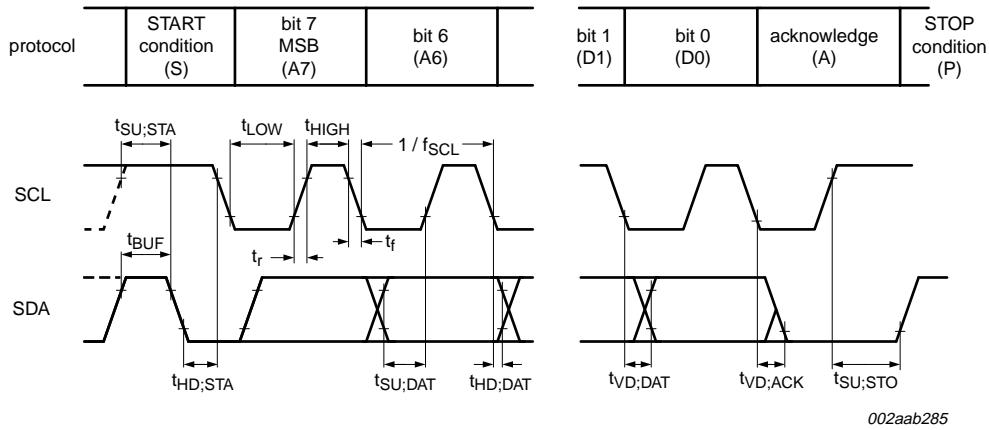 protocol
START
condition
(S)
bit 7
MSB
(A7)
bit 6
(A6)
bit 1
(D1)
bit 0
(D0)
acknowledge
(A)
STOP
condition
(P)
tSU;STA
tLOW
tHIGH
1 / fSCL
SCL
tBUF
tr
tf
SDA
tHD;STA
tSU;DAT
tHD;DAT
tVD;DAT
tVD;ACK
tSU;STO
002aab285